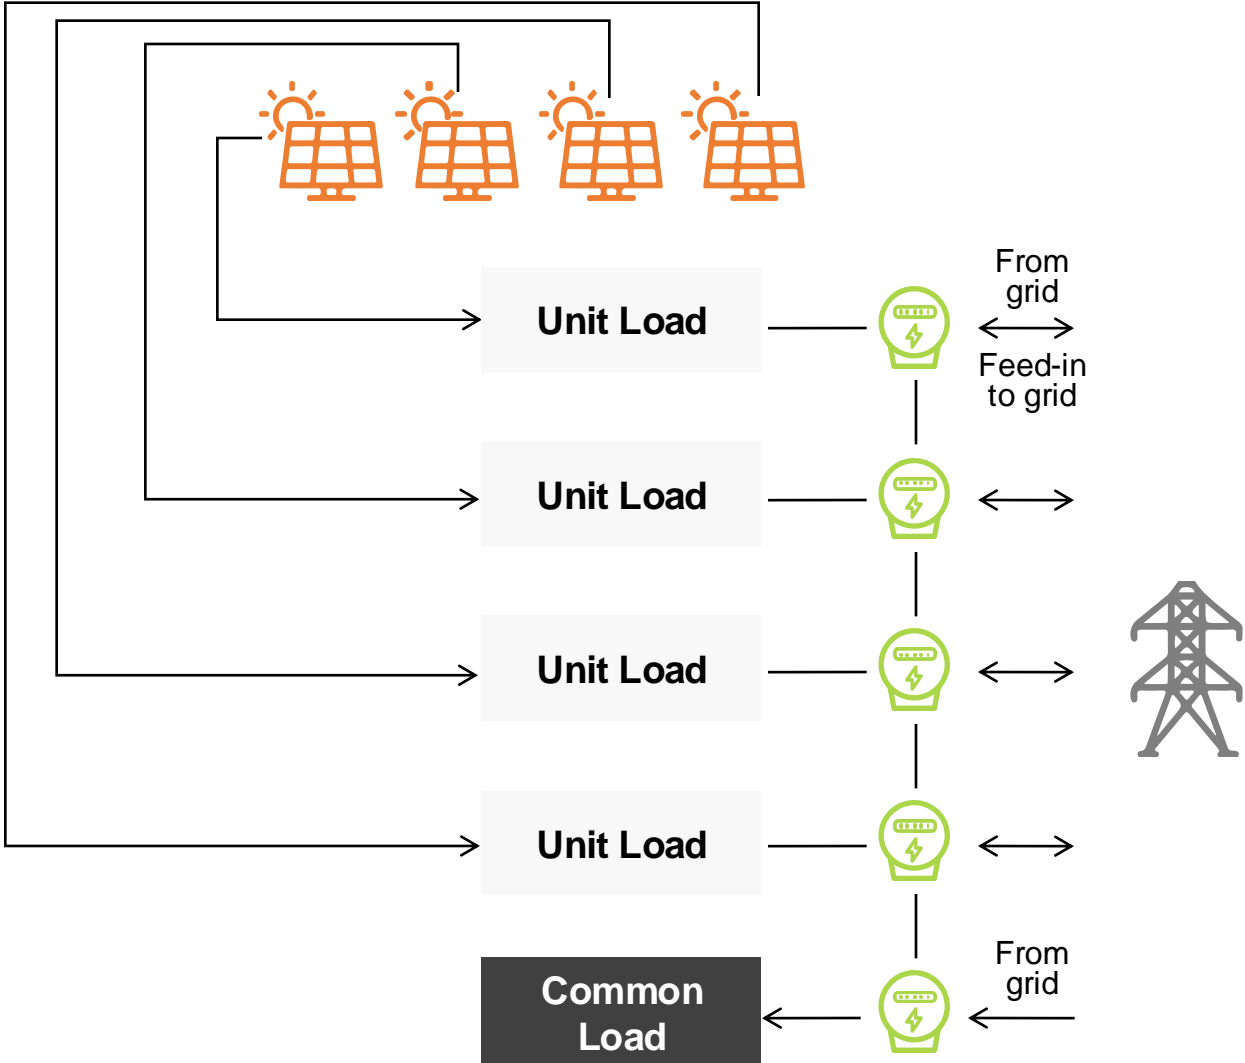 From
grid
Unit Load
Feed-in
to grid
Unit Load
Unit Load
Unit Load
From
grid
Common
Load